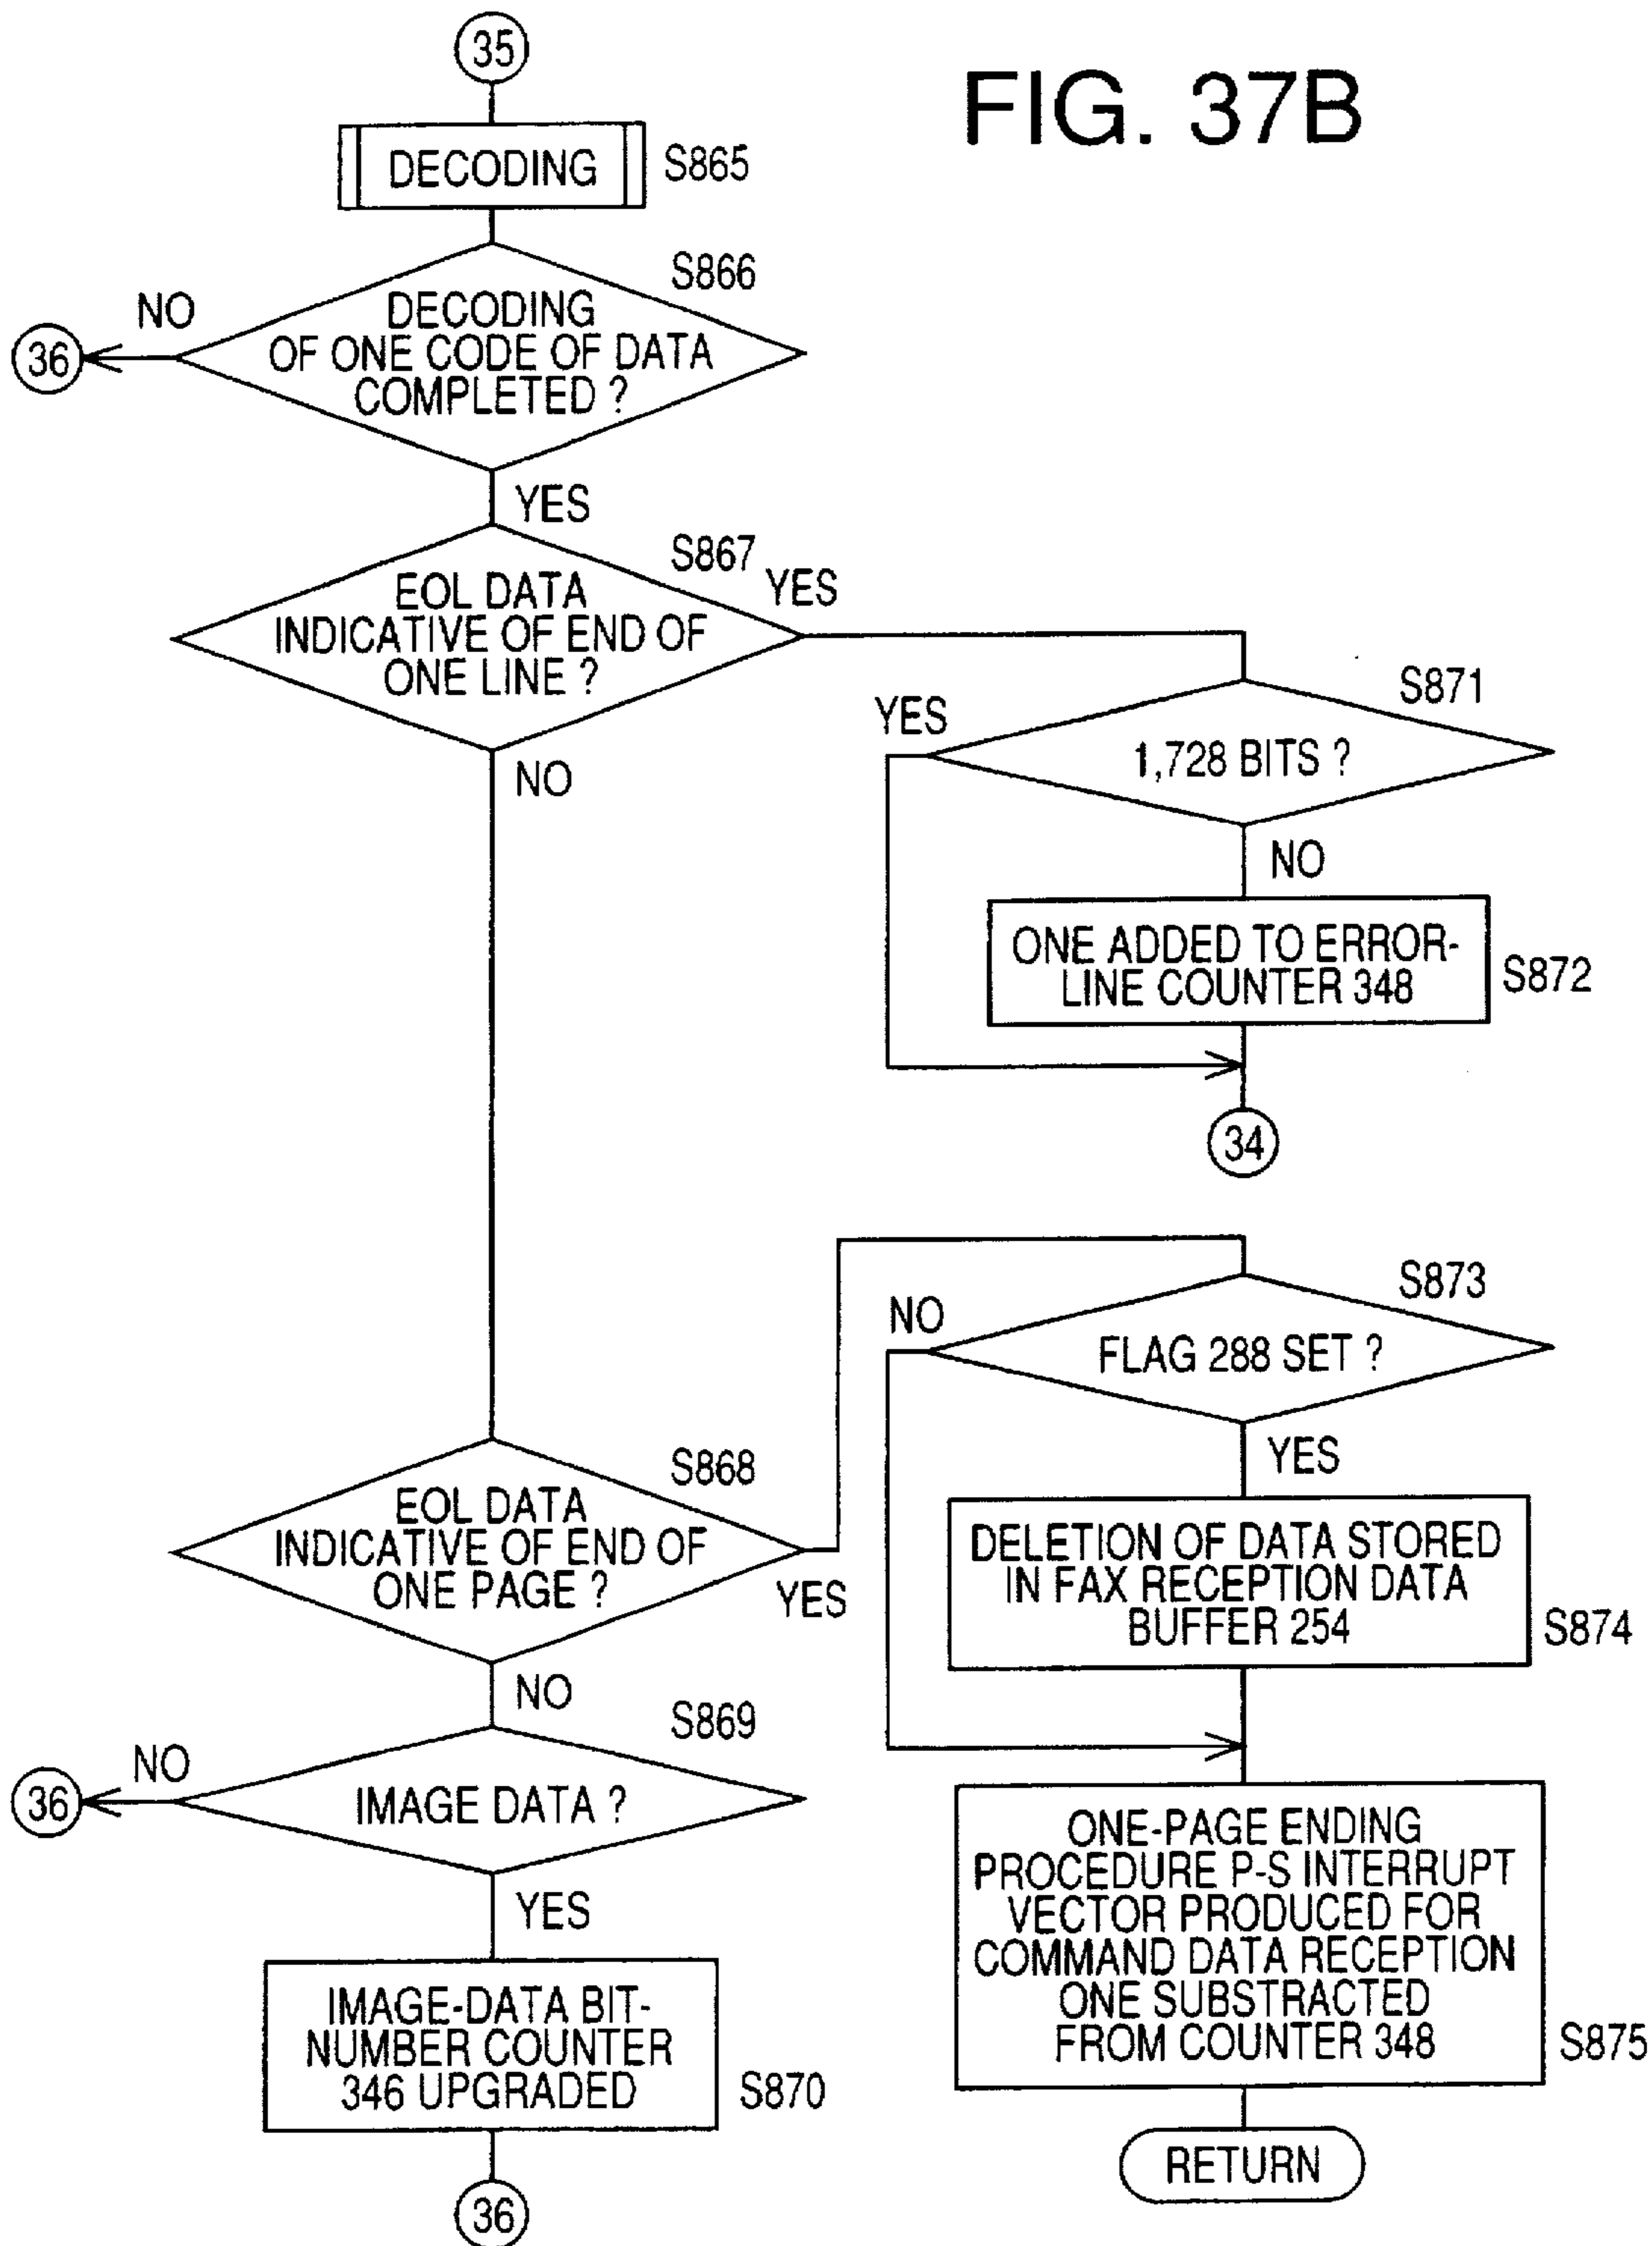 FIG. 37B
35
DECODING
S865
S866
DECODING
OF ONE CODE OF DATA
COMPLETED ?
NO
36
YES
S867
EOL DATA
INDICATIVE OF END OF
ONE LINE ?
YES
NO
S871
1,728 BITS ?
YES
NO
ONE ADDED TO ERROR-
LINE COUNTER 348
S872
34
S868
EOL DATA
INDICATIVE OF END OF
ONE PAGE ?
YES
NO
S873
FLAG 288 SET ?
NO
YES
DELETION OF DATA STORED
IN FAX RECEPTION DATA
BUFFER 254
S874
S869
IMAGE DATA ?
NO
36
YES
IMAGE-DATA BIT-
NUMBER COUNTER
346 UPGRADED
S870
36
ONE-PAGE ENDING
PROCEDURE P-S INTERRUPT
VECTOR PRODUCED FOR
COMMAND DATA RECEPTION
ONE SUBSTRACTED
FROM COUNTER 348
S875
RETURN